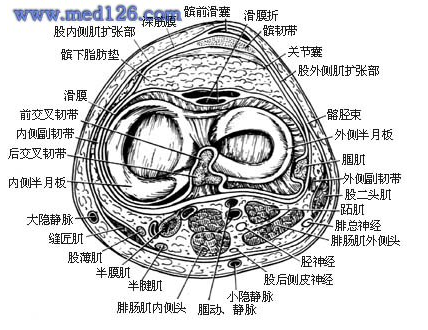 www.med126.com
髌前滑囊
滑膜折
深筋膜
髌韧带
股内侧肌扩张部
关节囊
髌下脂肪垫
股外侧肌扩张部
滑膜
髂胫束
前交叉韧带
外侧半月板
内侧副韧带
腘肌
后交叉韧带
外侧副韧带
内侧半月板
股二头肌
跖肌
大隐静脉
腓总神经
缝匠肌
腓肠肌外侧头
股薄肌
胫神经
半膜肌
股后侧皮神经
半腱肌
小隐静脉
腓肠肌内侧头
腘动、静脉